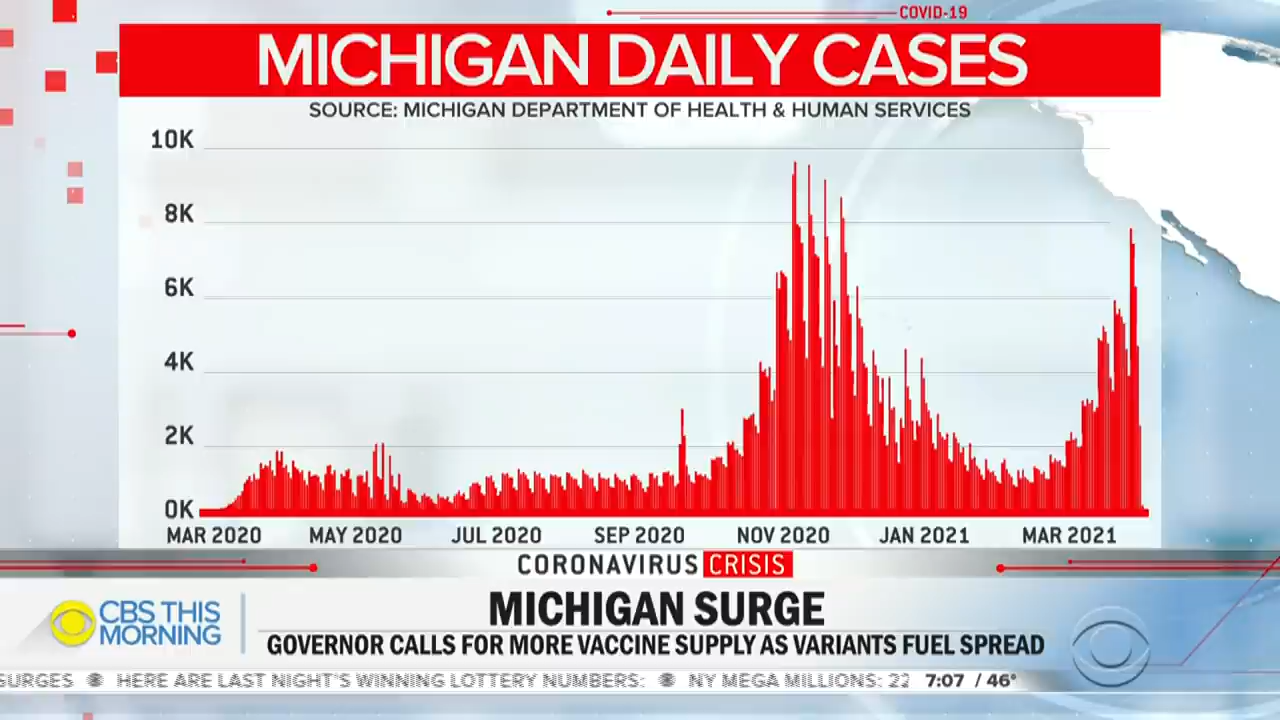 COVID-19
MICHIGAN DAILY CASES
SOURCE: MICHIGAN DEPARTMENT OF HEALTH & HUMAN SERVICES
10K
8K
6K
4K
2K
0K
MAR 2020 MAY 2020 JUL 2020 SEP 2020 NOV 2020 JAN 2021 MAR 2021
CORONAVIRUS CRISIS
CBS THIS
MORNING
MICHIGAN SURGE
GOVERNOR CALLS FOR MORE VACCINE SUPPLY AS VARIANTS FUEL SPREAD
SURGES HERE ARE LAST NIGHT'S WINNING LOTTERY NUMBERS: NY MEGA MILLIONS: 22 7:07 / 46°